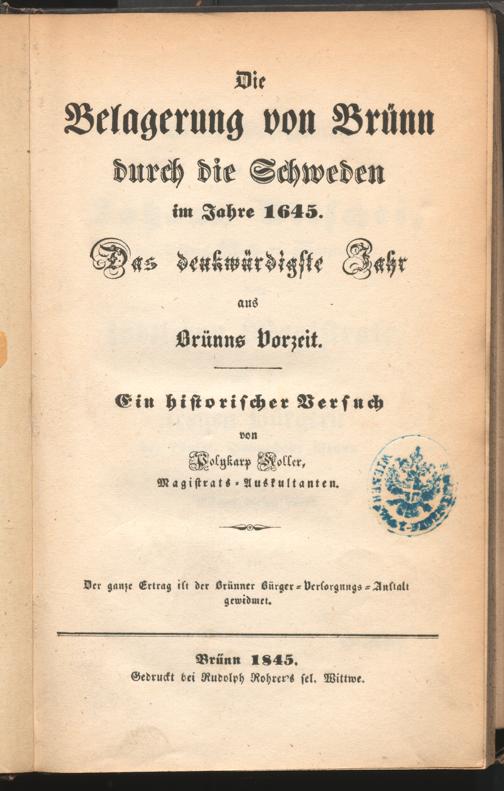 Die
Belagerung von Brünn
durch die Schweden
im Jahre 1645.
Das denkwürdigste Jahr
aus
Brünns Vorzeit.
Ein historischer Versuch
von
Polykarp Koller,
Magistrats-Auskultanten.
Der ganze Ertrag ist der Brünner Bürger-Versorgungs-Anstalt
gewidmet.
Brünn 1845.
Gedruckt bei Rudolph Rohrer's sel. Wittwe.